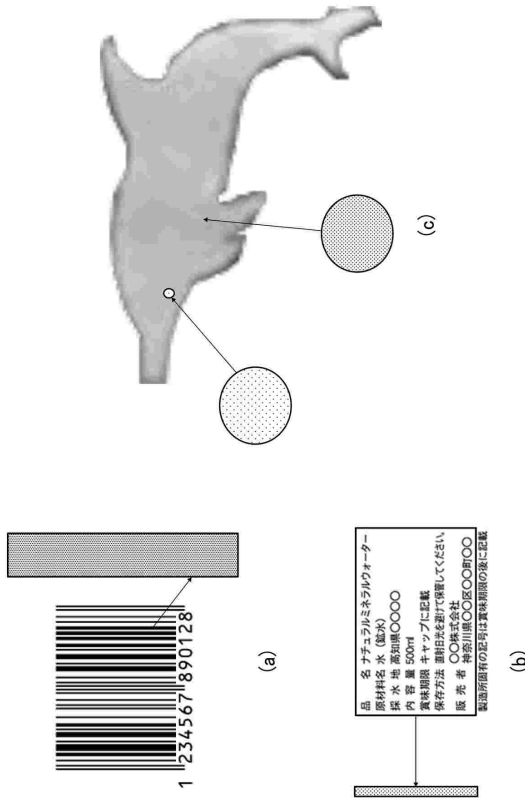 1 234567 890128
(a)
品　名 ナチュラルミネラルウォーター
原材料名 水（鉱水）
採 水 地 高知県〇〇〇〇
内 容 量 500ml
賞味期限 キャップに記載
保存方法 直射日光を避けて保管してください。
販 売 者 〇〇株式会社
神奈川県〇〇区〇〇町〇〇
製造所固有の記号は賞味期限の後に記載
(b)
(c)